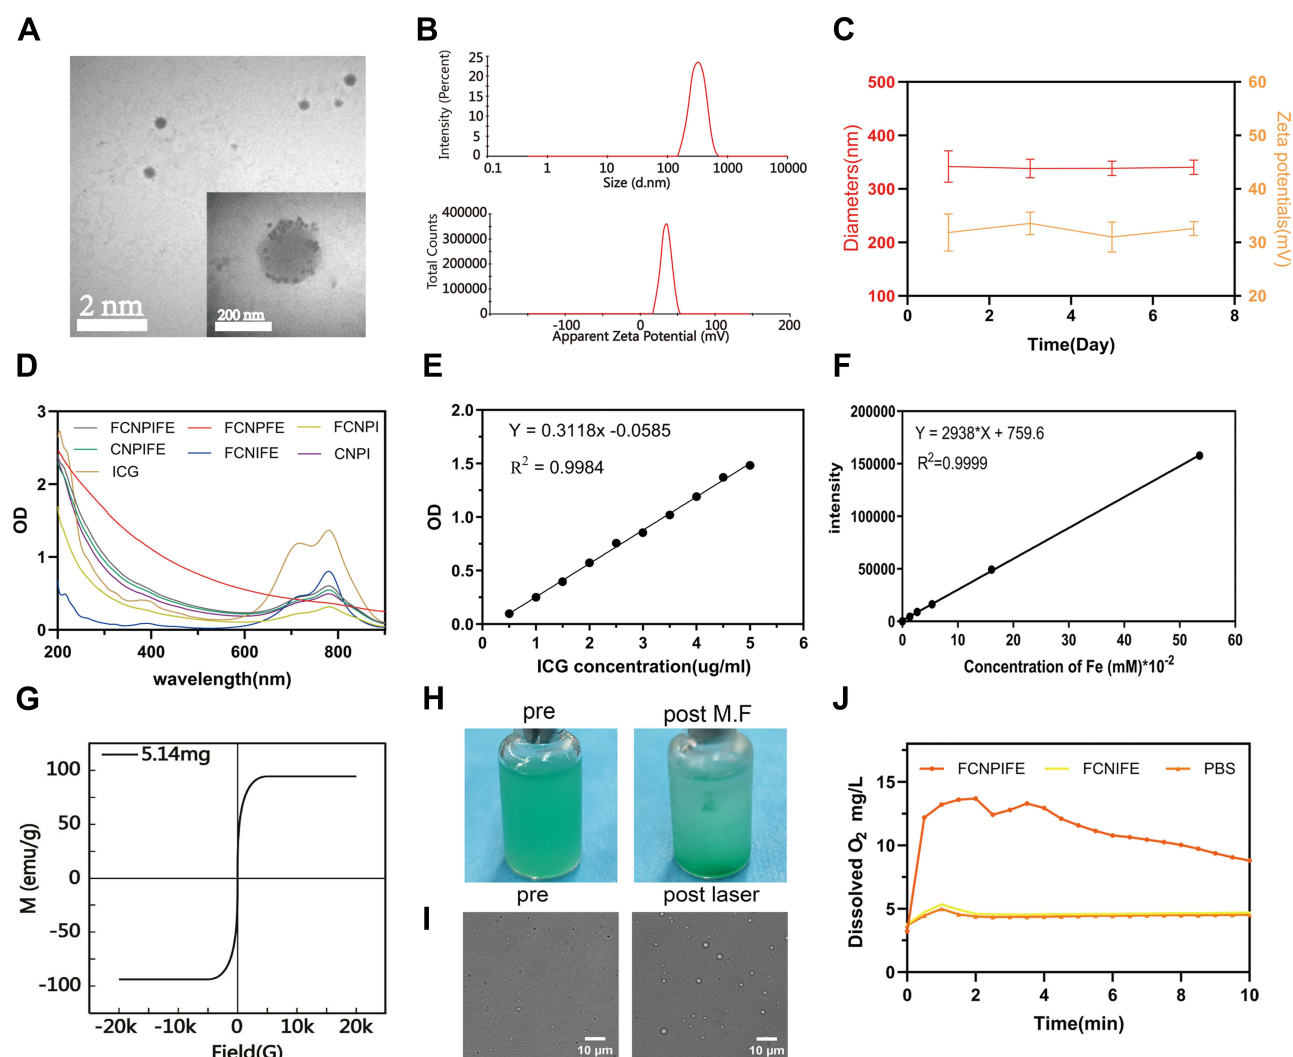 A
2 nm
200 nm
B
Intensity (Percent)
25
20
15
10
5
0
0.1 1 10 100 1000 10000
Size (d.nm)
Total Counts
400000
300000
200000
100000
0
-100 0 100 200
Apparent Zeta Potential (mV)
C
Diameters(nm)
500
400
300
200
100
60
50
40
30
20
Zeta potentials(mV)
0 2 4 6 8
Time(Day)
D
OD
3
2
1
0
FCNPIFE FCNPFE FCNPI
CNPIFE FCNIFE CNPI
ICG
200 400 600 800
wavelength(nm)
E
OD
2.0
1.5
1.0
0.5
0.0
Y = 0.3118x -0.0585
R² = 0.9984
0 1 2 3 4 5 6
ICG concentration(ug/ml)
F
intensity
200000
150000
100000
50000
0
Y = 2938*X + 759.6
R²=0.9999
0 10 20 30 40 50 60
Concentration of Fe (mM)*10⁻²
G
M (emu/g)
5.14mg
100
50
0
-50
-100
-20k -10k 0 10k 20k
Field(G)
H
pre post M.F
I
pre post laser
10 μm
10 μm
J
Dissolved O₂ mg/L
15
10
5
0
FCNPIFE FCNIFE PBS
0 2 4 6 8 10
Time(min)